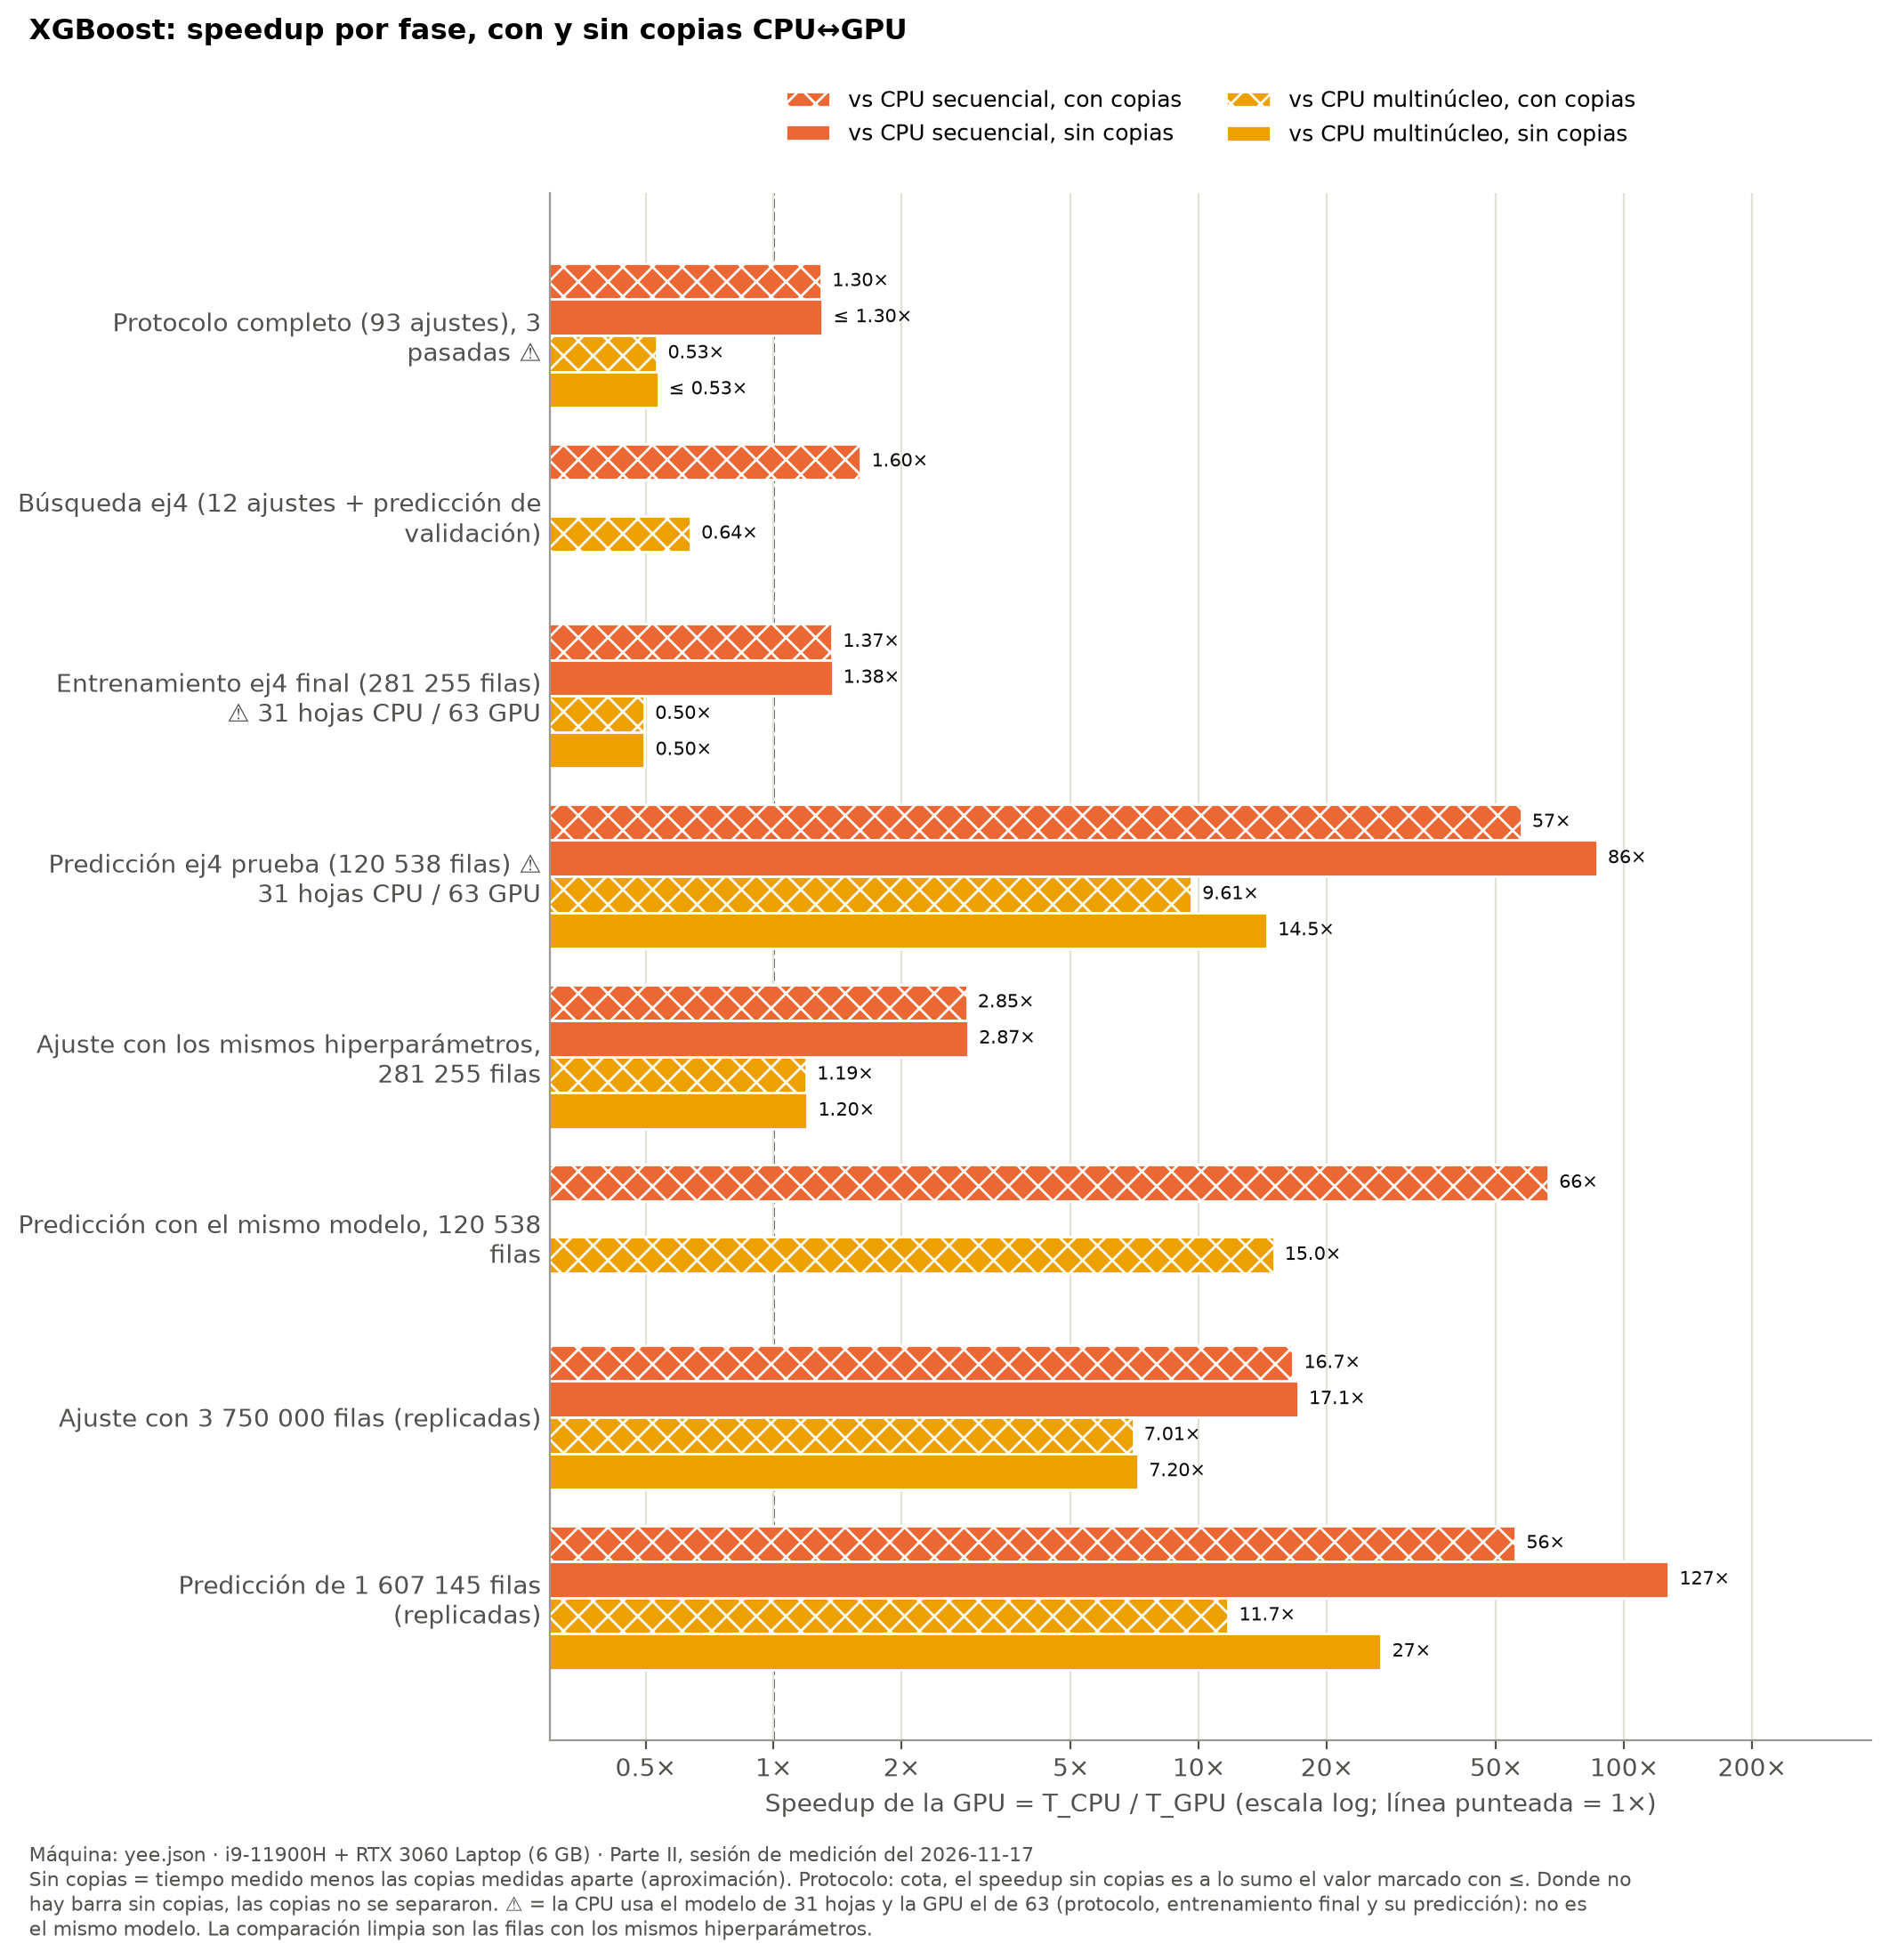 XGBoost: speedup por fase, con y sin copias CPU↔GPU
vs CPU secuencial, con copias
vs CPU secuencial, sin copias
vs CPU multinúcleo, con copias
vs CPU multinúcleo, sin copias
Protocolo completo (93 ajustes), 3
pasadas ⚠
1.30×
≤ 1.30×
0.53×
≤ 0.53×
Búsqueda ej4 (12 ajustes + predicción de
validación)
1.60×
0.64×
Entrenamiento ej4 final (281 255 filas)
⚠ 31 hojas CPU / 63 GPU
1.37×
1.38×
0.50×
0.50×
Predicción ej4 prueba (120 538 filas) ⚠
31 hojas CPU / 63 GPU
57×
86×
9.61×
14.5×
Ajuste con los mismos hiperparámetros,
281 255 filas
2.85×
2.87×
1.19×
1.20×
Predicción con el mismo modelo, 120 538
filas
66×
15.0×
Ajuste con 3 750 000 filas (replicadas)
16.7×
17.1×
7.01×
7.20×
Predicción de 1 607 145 filas
(replicadas)
56×
127×
11.7×
27×
0.5× 1× 2× 5× 10× 20× 50× 100× 200×
Speedup de la GPU = T_CPU / T_GPU (escala log; línea punteada = 1×)
Máquina: yee.json · i9-11900H + RTX 3060 Laptop (6 GB) · Parte II, sesión de medición del 2026-11-17
Sin copias = tiempo medido menos las copias medidas aparte (aproximación). Protocolo: cota, el speedup sin copias es a lo sumo el valor marcado con ≤. Donde no
hay barra sin copias, las copias no se separaron. ⚠ = la CPU usa el modelo de 31 hojas y la GPU el de 63 (protocolo, entrenamiento final y su predicción): no es
el mismo modelo. La comparación limpia son las filas con los mismos hiperparámetros.